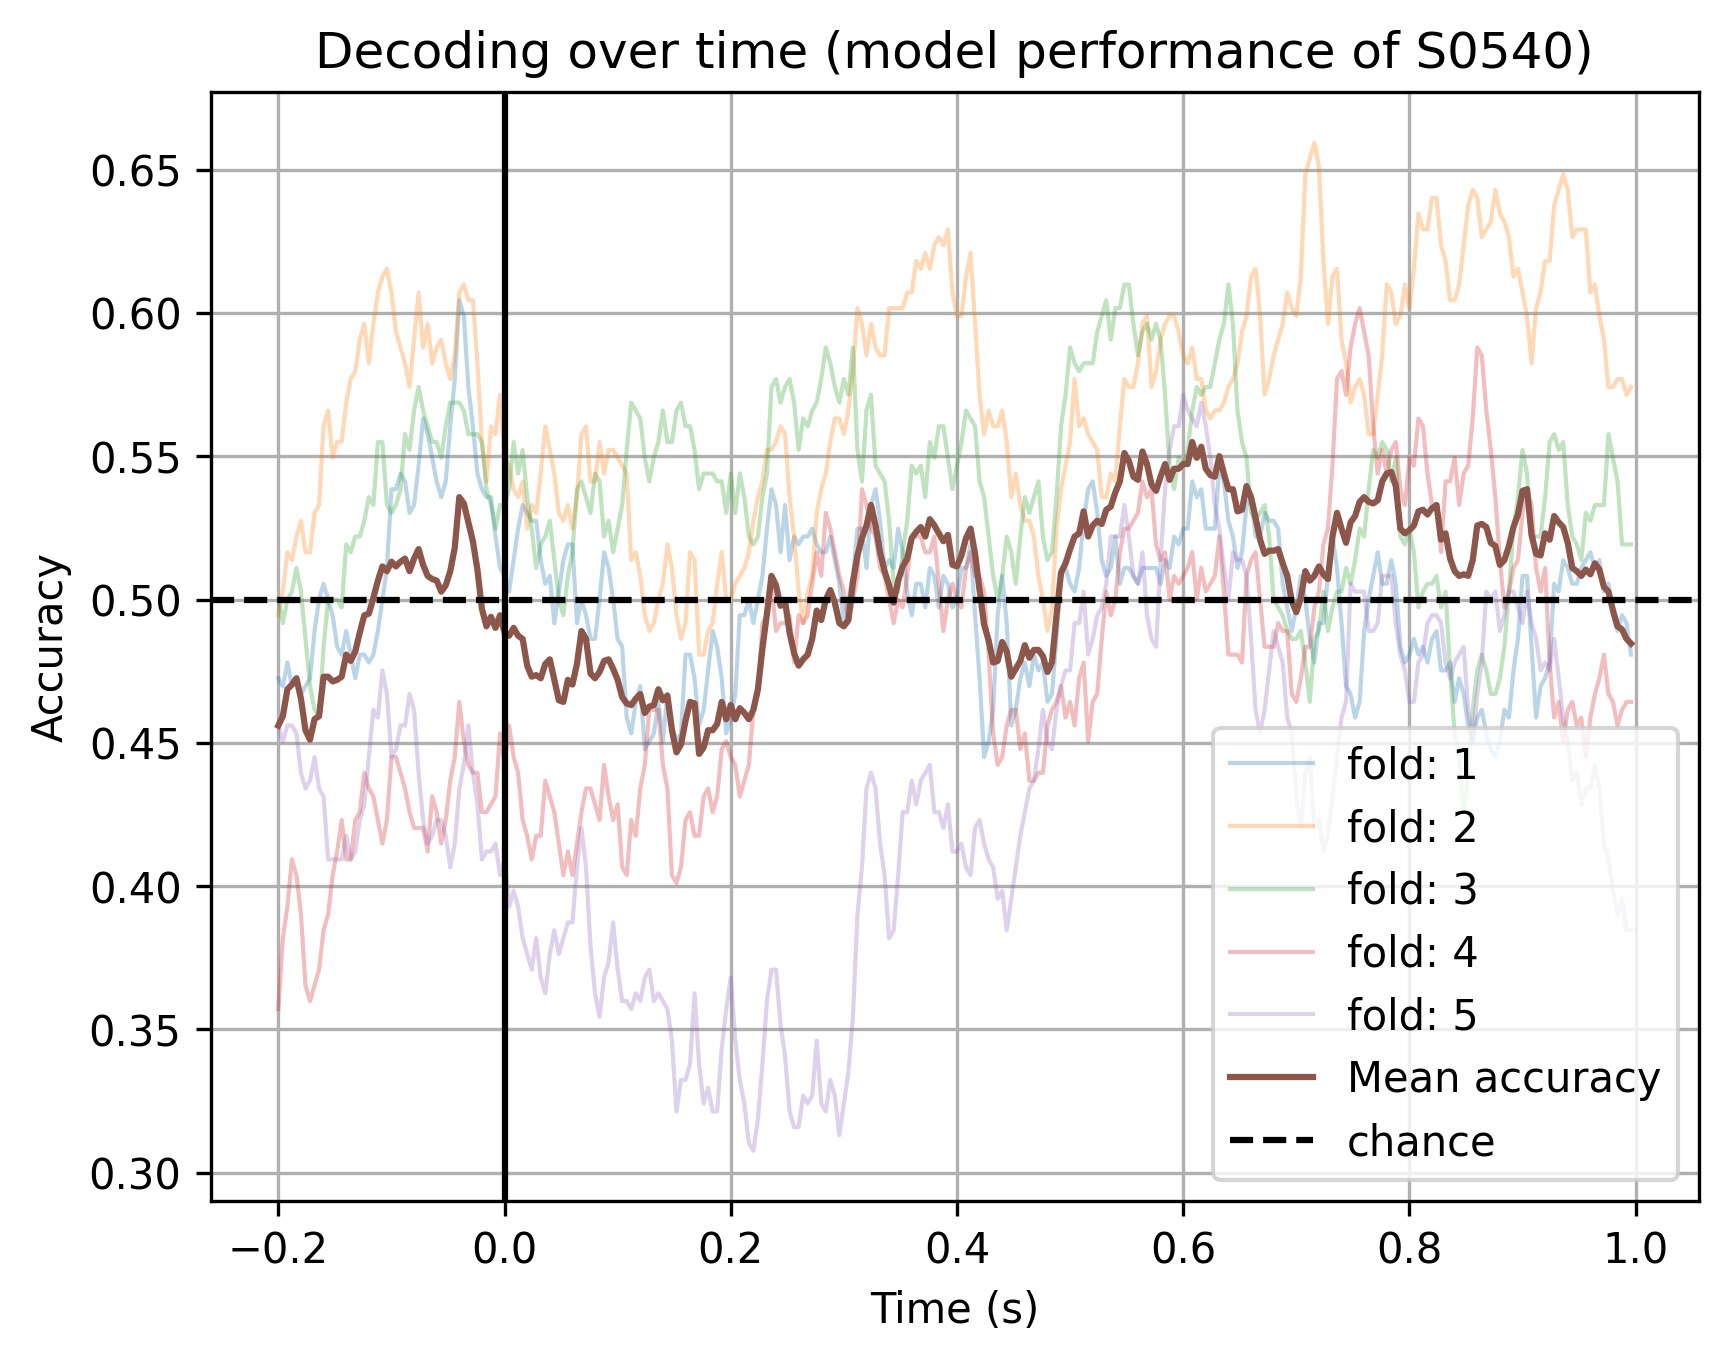 Decoding over time (model performance of S0540)
Accuracy
0.65
0.60
0.55
0.50
0.45
0.40
0.35
0.30
−0.2
0.0
0.2
0.4
0.6
0.8
1.0
Time (s)
fold: 1
fold: 2
fold: 3
fold: 4
fold: 5
Mean accuracy
chance